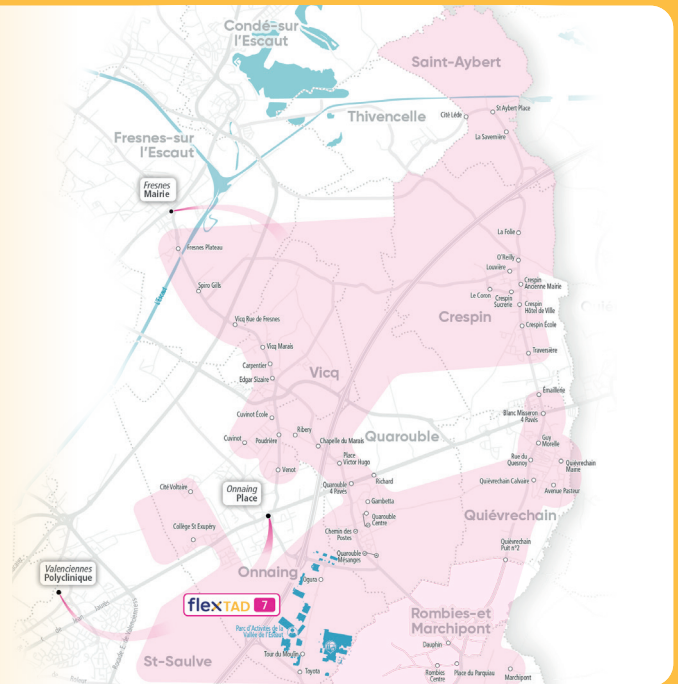 Condé-sur
l'Escaut
Saint-Aybert
St Aybert Place
Cité Lède
Thivencelle
La Savernière
Fresnes-sur
l'Escaut
Fresnes
Mairie
La Folie
Fresnes Plateau
O'Reilly
Louvière
Crespin
Ancienne Mairie
Spiro Gills
Le Coron
Crespin
Sucrerie
Crespin
Hôtel de Ville
l'Escaut
Vicq Rue de Fresnes
Crespin
Crespin École
Vicq Marais
Traversière
Carpentier
Vicq
Edgar Sizaire
Émaillerie
Cuvinot École
Blanc Misseron
4 Pavés
Ribery
Cuvinot
Poudrière
Chapelle du Marais
Quarouble
Guy
Morelle
Place
Victor Hugo
Rue du
Quesnoy
Quiévrechain
Mairie
Venot
Richard
Quiévrechain Calvaire
Cité Voltaire
Onnaing
Place
Quarouble
4 Pavés
Avenue Pasteur
Gambetta
Quarouble
Centre
Quiévrechain
Collège St Exupéry
Chemin des
Postes
Quiévrechain
Puit n°2
Quarouble
Mésanges
Valenciennes
Polyclinique
Onnaing
Ogura
flexTAD 7
Rombies-et
Marchipont
Parc d'Activités de la
Vallée de l'Escaut
Dauphin
St-Saulve
Tour du Moulin
Toyota
Rombies
Centre
Place du Parquiau
Marchipont